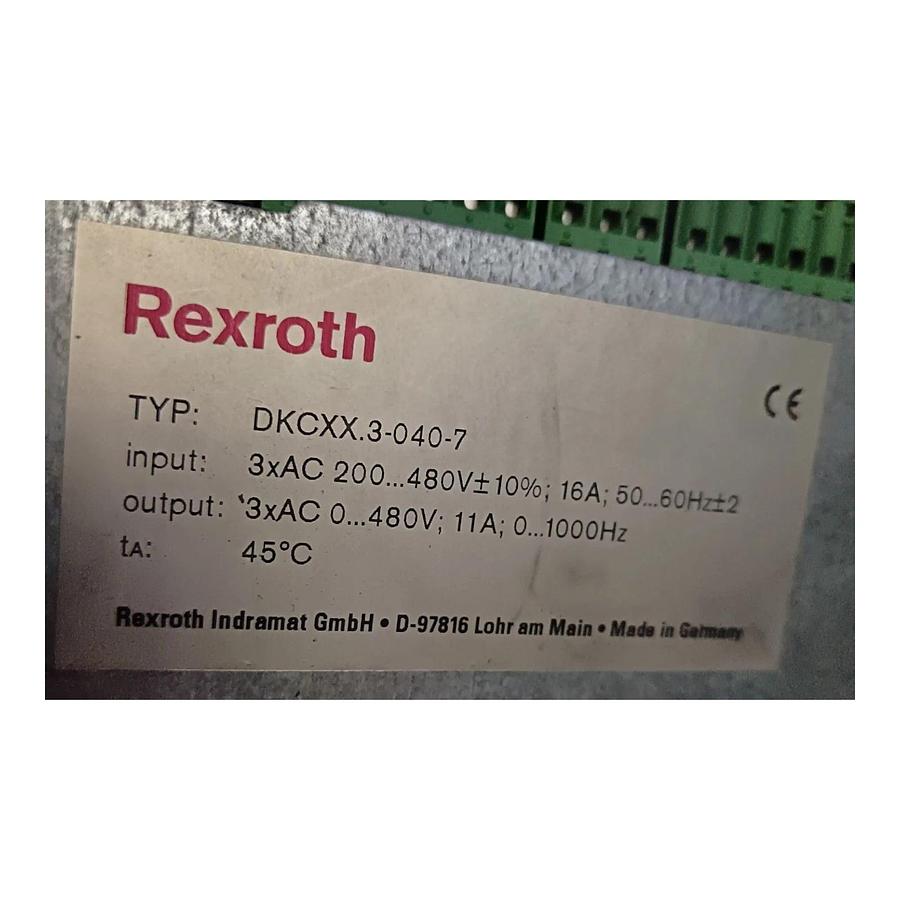 Rexroth
CE
TYP: DKCXX.3-040-7
input: 3xAC 200...480V±10%; 16A; 50...60Hz±2
output: 3xAC 0...480V; 11A; 0...1000Hz
tA: 45°C
Rexroth Indramat GmbH • D-97816 Lohr am Main • Made in Germany